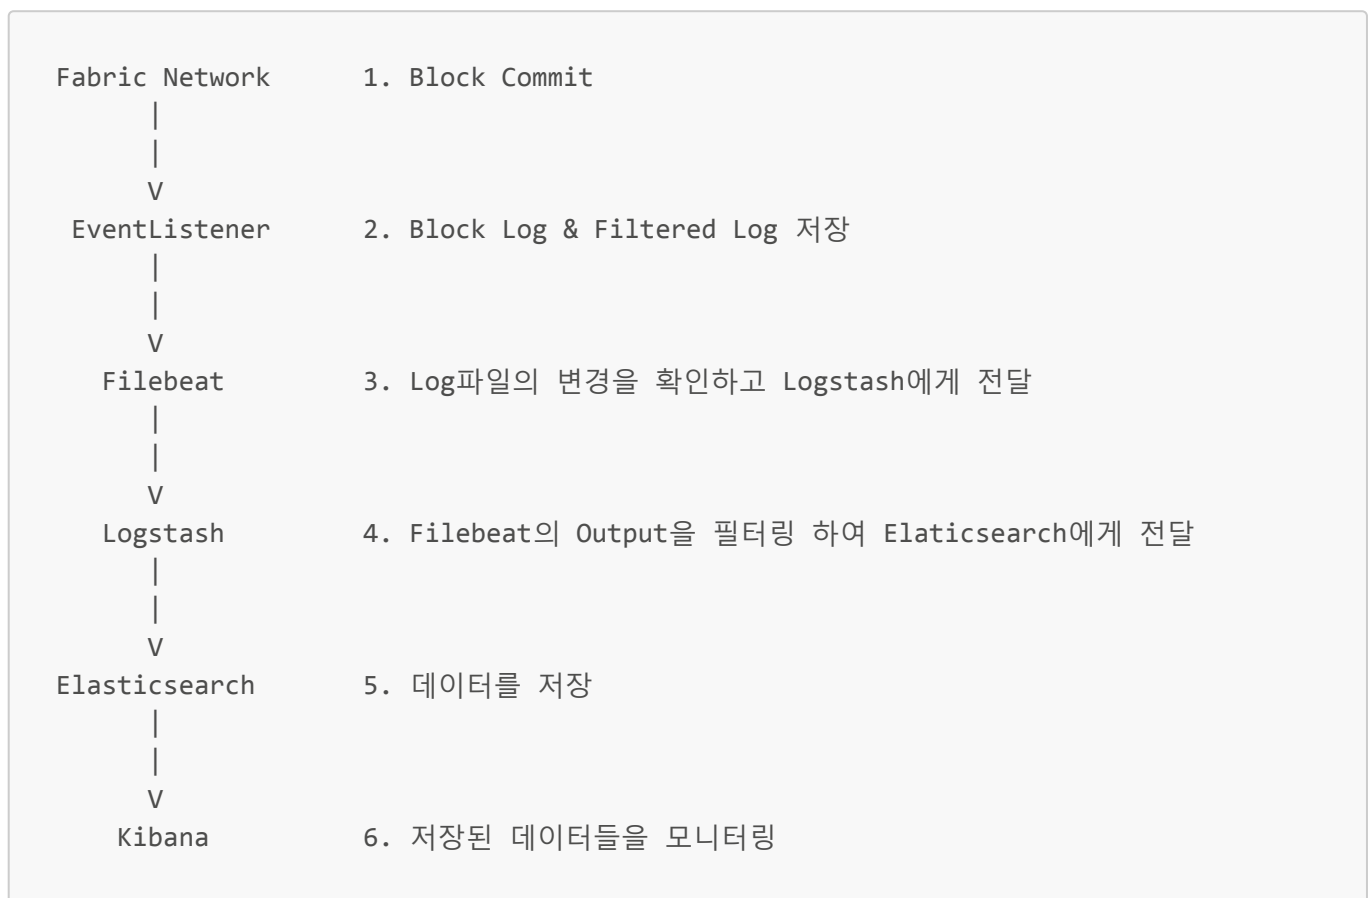 Fabric Network      1. Block Commit
      |
      |
      V
 EventListener      2. Block Log & Filtered Log 저장
      |
      |
      V
   Filebeat         3. Log파일의 변경을 확인하고 Logstash에게 전달
      |
      |
      V
   Logstash         4. Filebeat의 Output을 필터링 하여 Elaticsearch에게 전달
      |
      |
      V
Elasticsearch       5. 데이터를 저장
      |
      |
      V
    Kibana          6. 저장된 데이터들을 모니터링